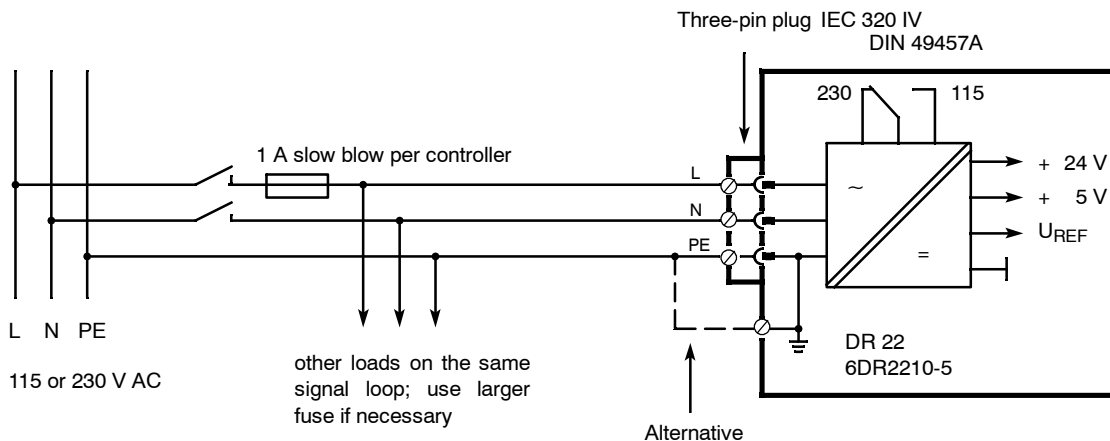 Three-pin plug IEC 320 IV
DIN 49457A
230
115
1 A slow blow per controller
L
N
PE
~
=
+ 24 V
+ 5 V
UREF
L N PE
115 or 230 V AC
other loads on the same
signal loop; use larger
fuse if necessary
Alternative
DR 22
6DR2210-5